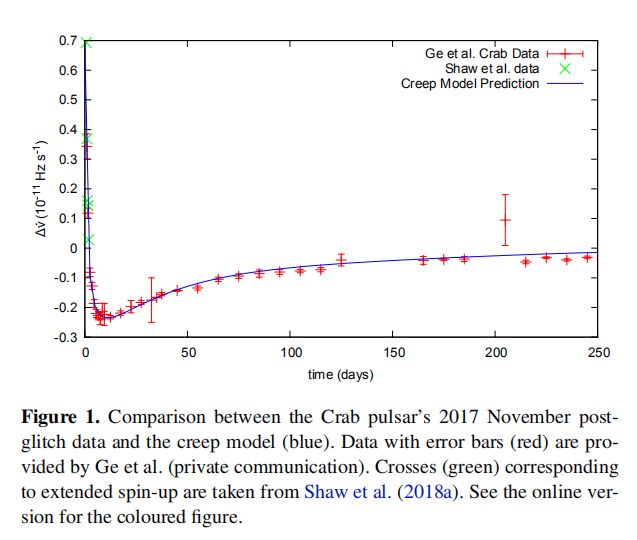 0.7
0.6
0.5
0.4
0.3
0.2
0.1
0
-0.1
-0.2
-0.3
Δν̇ (10⁻¹¹ Hz s⁻¹)
Ge et al. Crab Data
Shaw et al. data
Creep Model Prediction
0 50 100 150 200 250
time (days)
Figure 1. Comparison between the Crab pulsar's 2017 November post-
glitch data and the creep model (blue). Data with error bars (red) are pro-
vided by Ge et al. (private communication). Crosses (green) corresponding
to extended spin-up are taken from Shaw et al. (2018a). See the online ver-
sion for the coloured figure.